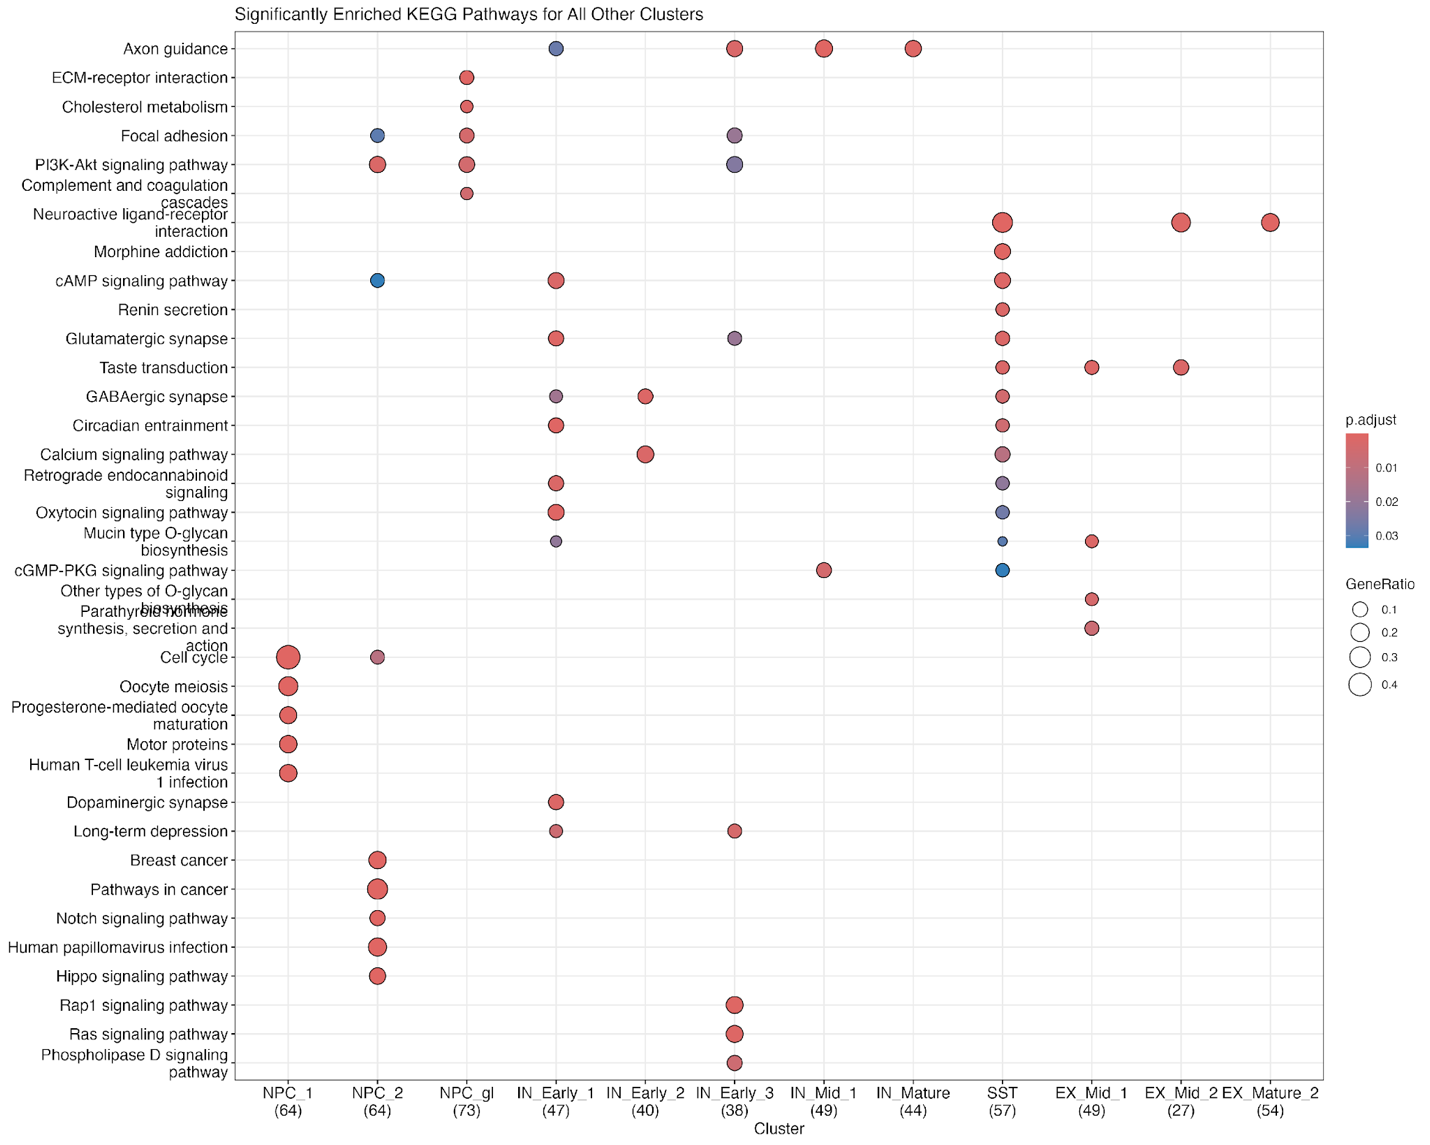 Significantly Enriched KEGG Pathways for All Other Clusters
Axon guidance
ECM-receptor interaction
Cholesterol metabolism
Focal adhesion
PI3K-Akt signaling pathway
Complement and coagulation
cascades
Neuroactive ligand-receptor
interaction
Morphine addiction
cAMP signaling pathway
Renin secretion
Glutamatergic synapse
Taste transduction
GABAergic synapse
Circadian entrainment
Calcium signaling pathway
Retrograde endocannabinoid
signaling
Oxytocin signaling pathway
Mucin type O-glycan
biosynthesis
cGMP-PKG signaling pathway
Other types of O-glycan
biosynthesis
Parathyroid hormone
synthesis, secretion and
action
Cell cycle
Oocyte meiosis
Progesterone-mediated oocyte
maturation
Motor proteins
Human T-cell leukemia virus
1 infection
Dopaminergic synapse
Long-term depression
Breast cancer
Pathways in cancer
Notch signaling pathway
Human papillomavirus infection
Hippo signaling pathway
Rap1 signaling pathway
Ras signaling pathway
Phospholipase D signaling
pathway
NPC_1 NPC_2 NPC_gl IN_Early_1 IN_Early_2 IN_Early_3 IN_Mid_1 IN_Mature SST EX_Mid_1 EX_Mid_2 EX_Mature_2
(64) (64) (73) (47) (40) (38) (49) (44) (57) (49) (27) (54)
Cluster
p.adjust
0.01
0.02
0.03
GeneRatio
0.1
0.2
0.3
0.4